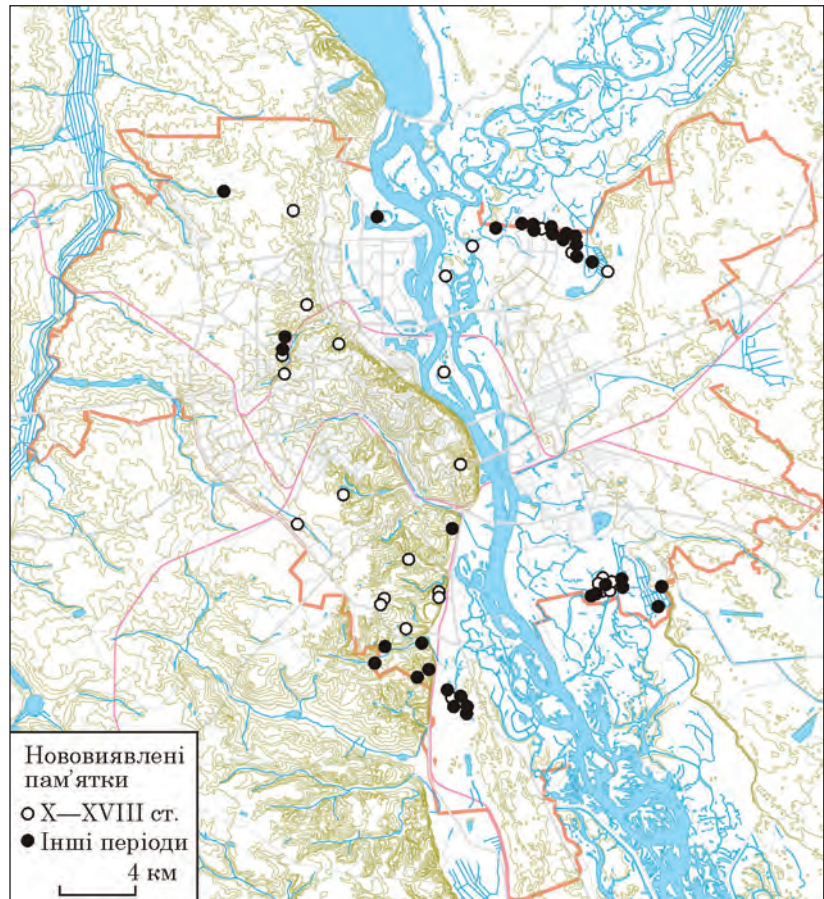 Нововиявлені
пам'ятки
X—XVIII ст.
Інші періоди
4 км